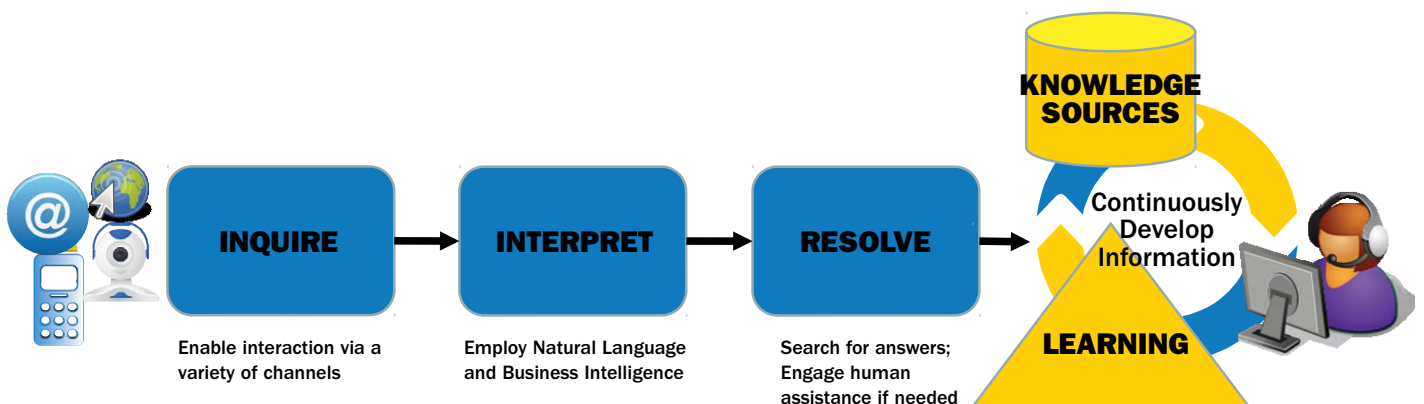 @
INQUIRE
Enable interaction via a
variety of channels
INTERPRET
Employ Natural Language
and Business Intelligence
RESOLVE
Search for answers;
Engage human
assistance if needed
KNOWLEDGE
SOURCES
Continuously
Develop
Information
LEARNING